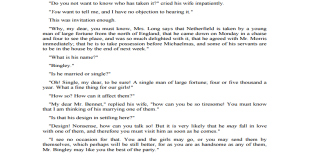 "Do you not want to know who has taken it?" cried his wife impatiently.
"You want to tell me, and I have no objection to hearing it."
This was invitation enough.
"Why, my dear, you must know, Mrs. Long says that Netherfield is taken by a young
man of large fortune from the north of England; that he came down on Monday in a chaise
and four to see the place, and was so much delighted with it, that he agreed with Mr. Morris
immediately; that he is to take possession before Michaelmas, and some of his servants are
to be in the house by the end of next week."
"What is his name?"
"Bingley."
"Is he married or single?"
"Oh! Single, my dear, to be sure! A single man of large fortune; four or five thousand a
year. What a fine thing for our girls!"
"How so? How can it affect them?"
"My dear Mr. Bennet," replied his wife, "how can you be so tiresome! You must know
that I am thinking of his marrying one of them."
"Is that his design in settling here?"
"Design! Nonsense, how can you talk so! But it is very likely that he may fall in love
with one of them, and therefore you must visit him as soon as he comes."
"I see no occasion for that. You and the girls may go, or you may send them by
themselves, which perhaps will be still better, for as you are as handsome as any of them,
Mr. Bingley may like you the best of the party."